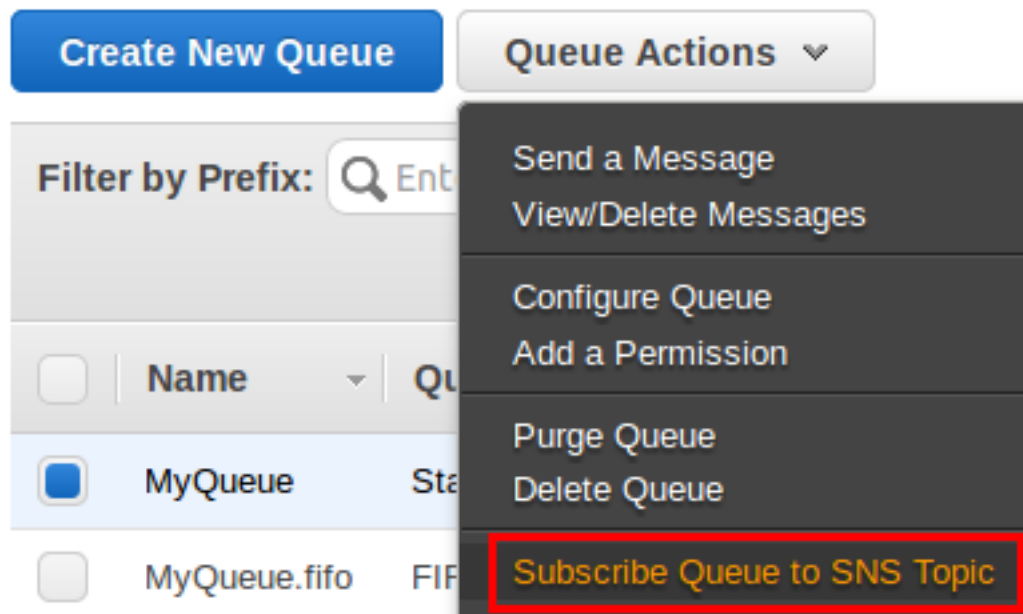 Create New Queue
Queue Actions
Send a Message
View/Delete Messages
Filter by Prefix:
Configure Queue
Add a Permission
Name
Purge Queue
Delete Queue
MyQueue
Subscribe Queue to SNS Topic
MyQueue.fifo